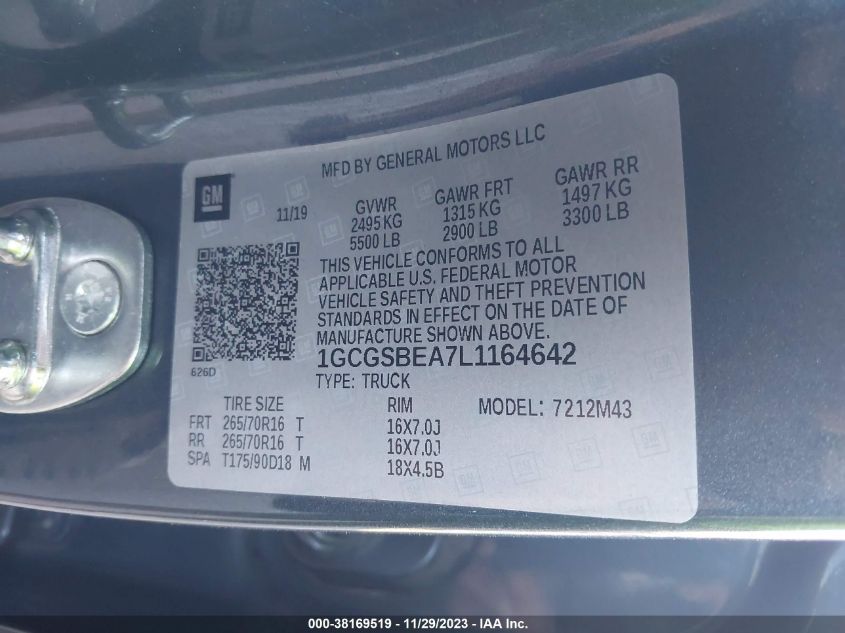 MFD BY GENERAL MOTORS LLC
GM
11/19
GVWR GAWR FRT GAWR RR
2495 KG 1315 KG 1497 KG
5500 LB 2900 LB 3300 LB
THIS VEHICLE CONFORMS TO ALL
APPLICABLE U.S. FEDERAL MOTOR
VEHICLE SAFETY AND THEFT PREVENTION
STANDARDS IN EFFECT ON THE DATE OF
MANUFACTURE SHOWN ABOVE.
1GCGSBEA7L1164642
626D
TYPE: TRUCK
TIRE SIZE RIM MODEL: 7212M43
FRT 265/70R16 T 16X7.0J
RR 265/70R16 T 16X7.0J
SPA T175/90D18 M 18X4.5B
000-38169519 | 11/29/2023 | IAA Inc.